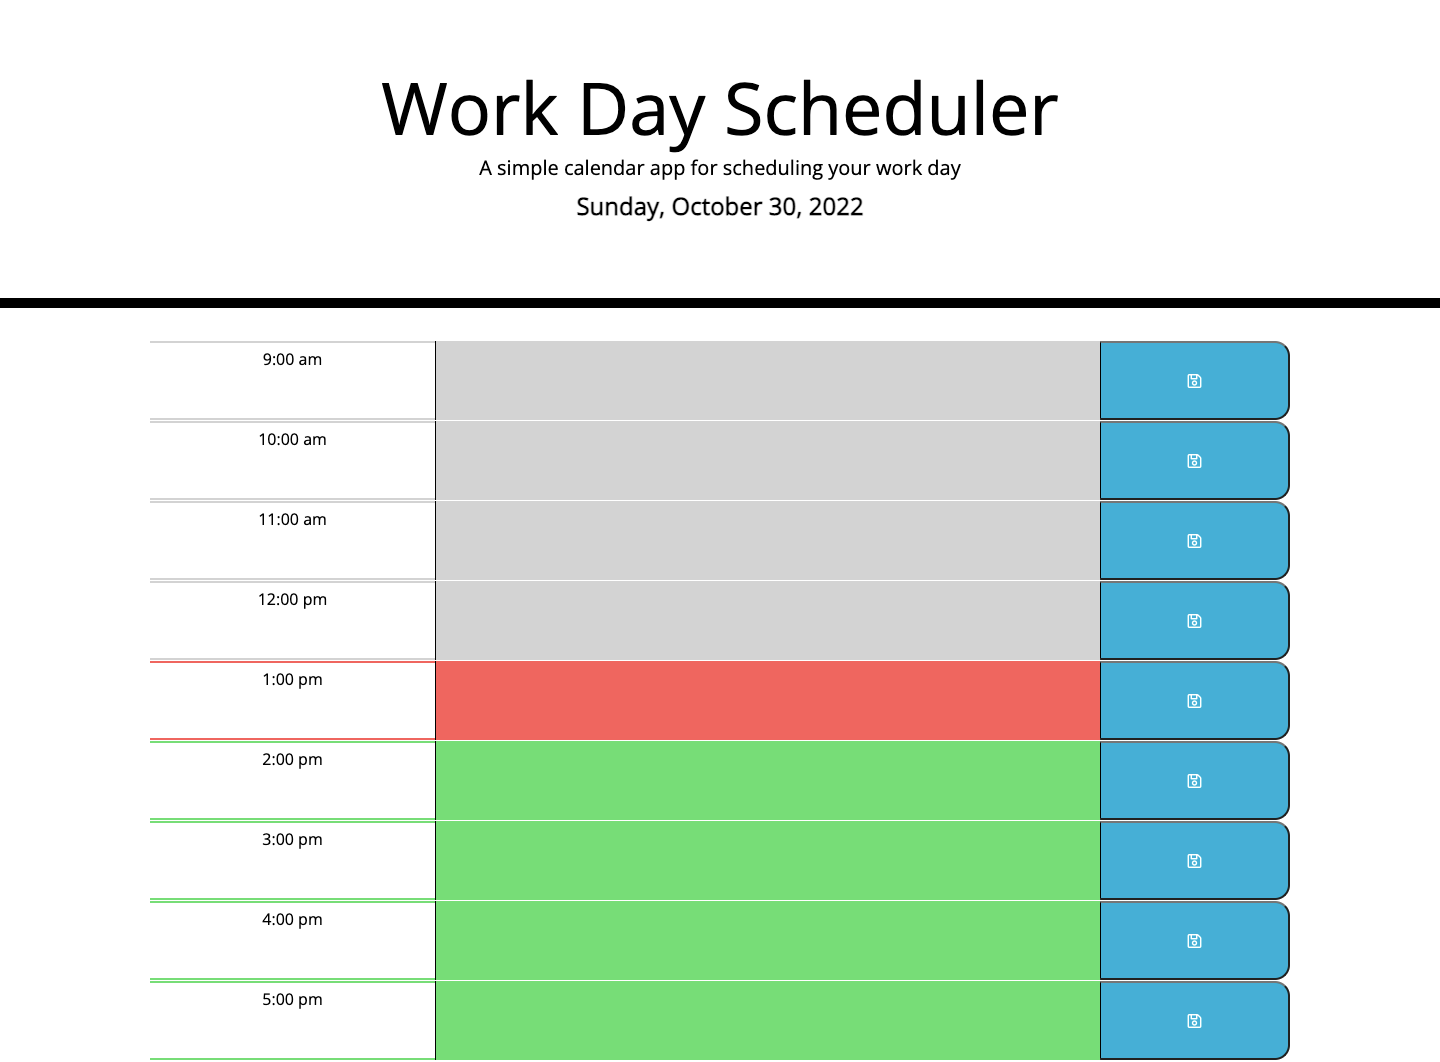 Work Day Scheduler
A simple calendar app for scheduling your work day
Sunday, October 30, 2022
9:00 am
10:00 am
11:00 am
12:00 pm
1:00 pm
2:00 pm
3:00 pm
4:00 pm
5:00 pm